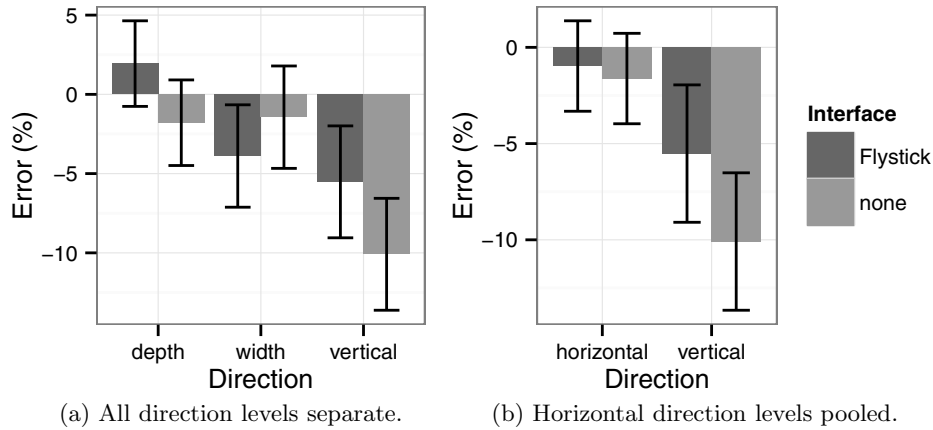 5
0
−5
−10
Error (%)
depth
width
vertical
Direction
(a) All direction levels separate.
0
−5
−10
Error (%)
horizontal
vertical
Direction
(b) Horizontal direction levels pooled.
Interface
Flystick
none